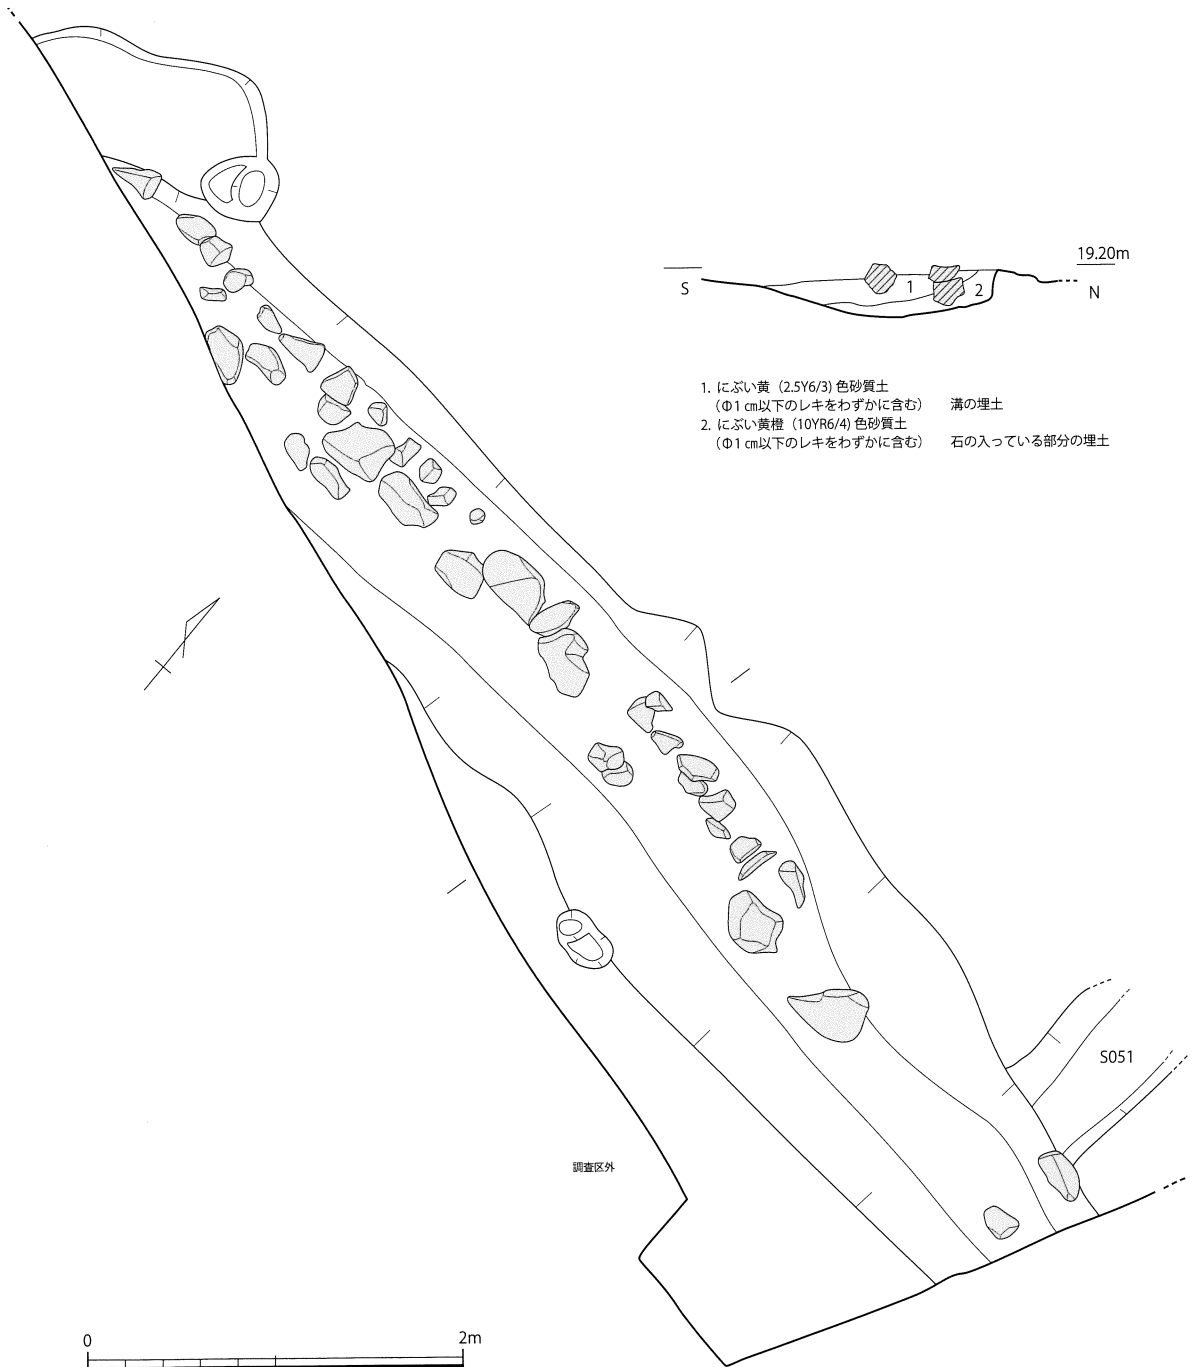 19.20m
S
1
2
N
1. にぶい黄（2.5Y6/3) 色砂質土
（Φ1 ㎝以下のレキをわずかに含む） 溝の埋土
2. にぶい黄橙（10YR6/4) 色砂質土
（Φ1 ㎝以下のレキをわずかに含む） 石の入っている部分の埋土
S051
調査区外
0 2m